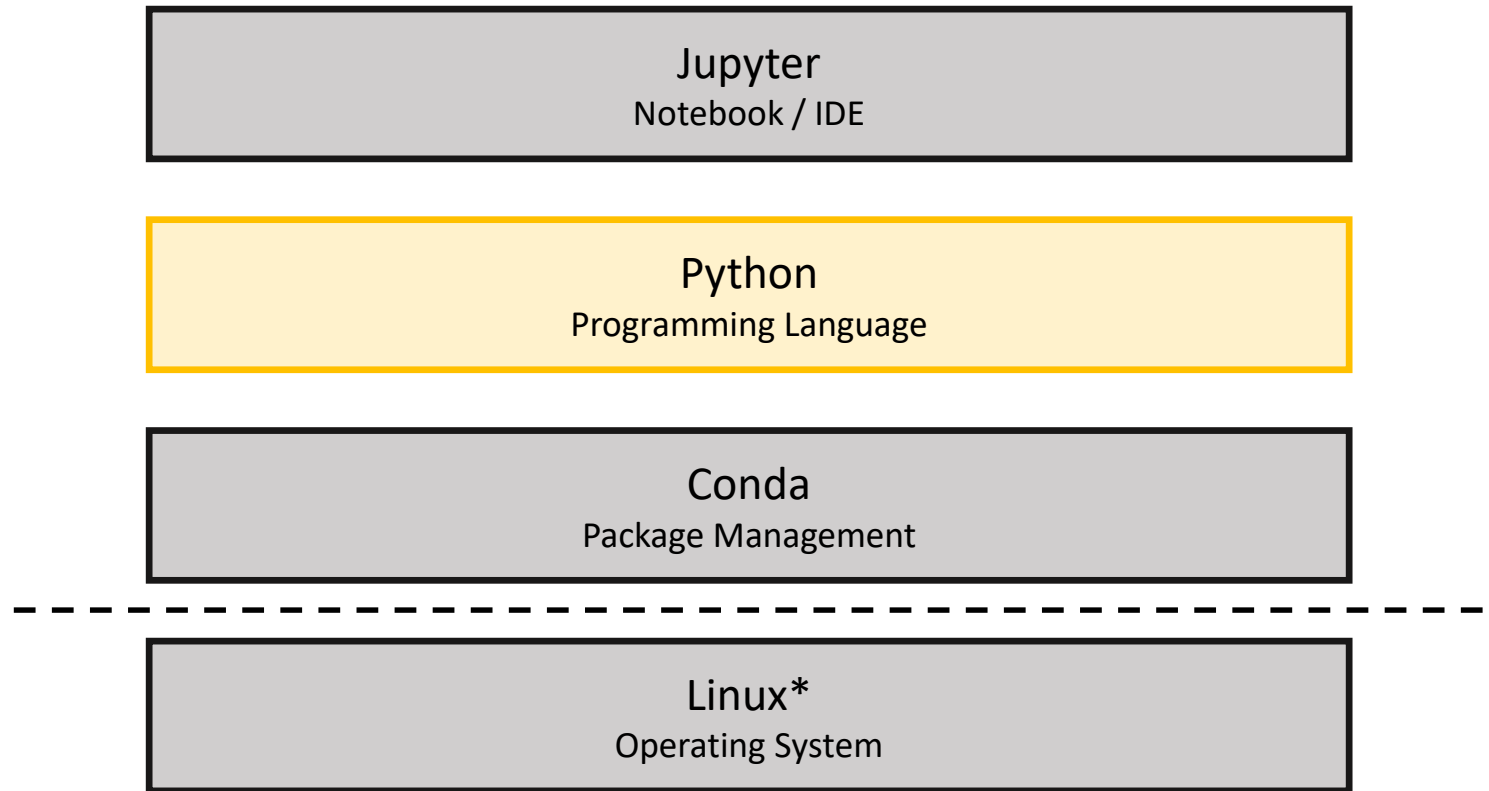 Jupyter
Notebook / IDE
Python
Programming Language
Conda
Package Management
Linux*
Operating System